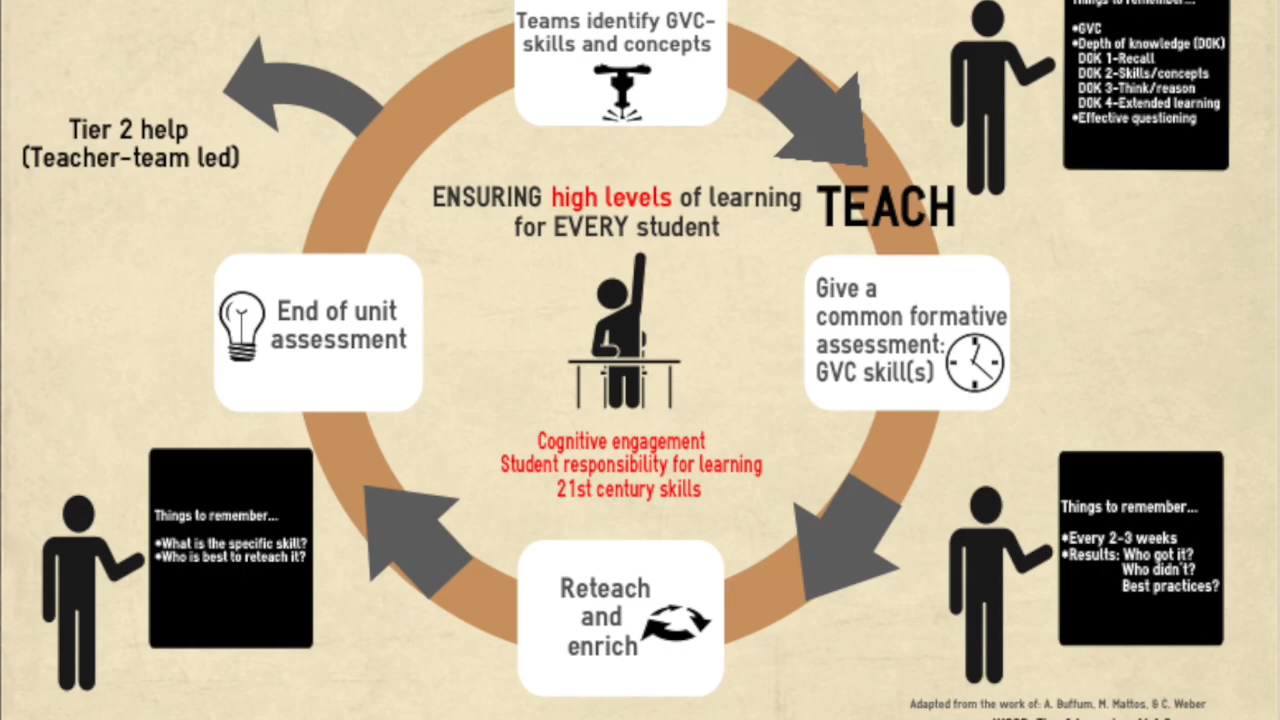 Teams identify GVC-
skills and concepts
Things to remember...
•GVC
•Depth of knowledge (DOK)
DOK 1-Recall
DOK 2-Skills/concepts
DOK 3-Think/reason
DOK 4-Extended learning
•Effective questioning
Tier 2 help
(Teacher-team led)
ENSURING high levels of learning
for EVERY student
TEACH
End of unit
assessment
Give a
common formative
assessment:
GVC skill(s)
Cognitive engagement
Student responsibility for learning
21st century skills
Things to remember...
•What is the specific skill?
•Who is best to reteach it?
Things to remember...
•Every 2-3 weeks
•Results: Who got it?
Who didn't?
Best practices?
Reteach
and
enrich
Adapted from the work of: A. Buffum, M. Mattos, & C. Weber